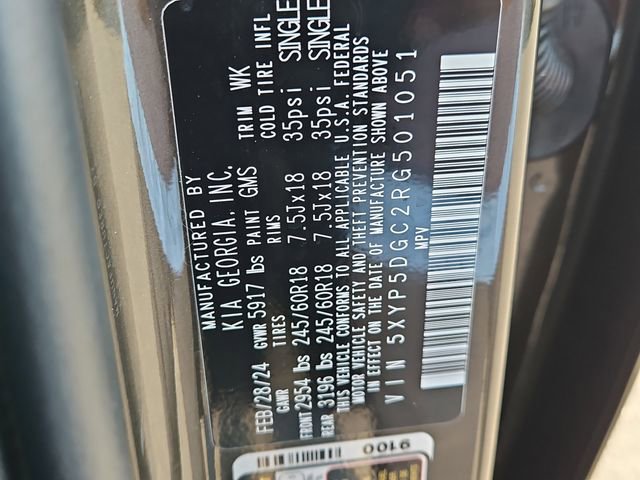 MANUFACTURED BY
KIA GEORGIA, INC.
FEB/28/24 GVWR 5917 lbs PAINT GMS TRIM WK
GAWR TIRES RIMS COLD TIRE INFL
FRONT 2954 lbs 245/60R18 7.5Jx18 35psi SINGLE
REAR 3196 lbs 245/60R18 7.5Jx18 35psi SINGLE
THIS VEHICLE CONFORMS TO ALL APPLICABLE U.S.A. FEDERAL
MOTOR VEHICLE SAFETY AND THEFT PREVENTION STANDARDS
IN EFFECT ON THE DATE OF MANUFACTURE SHOWN ABOVE
VIN 5XYP5DGC2RG501051
MPV
9100